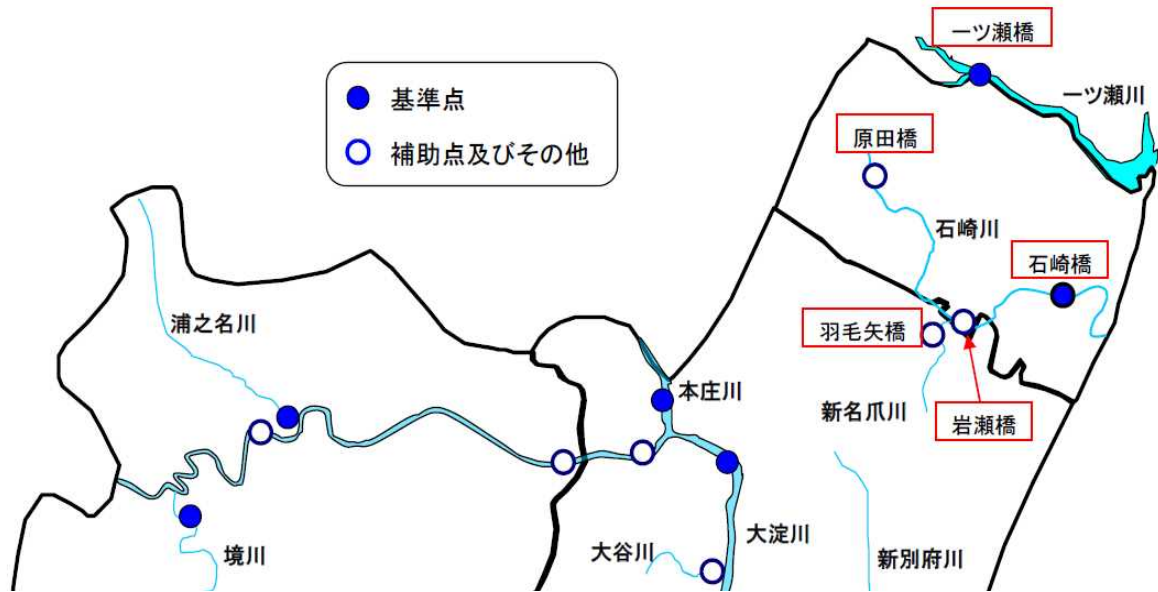 一ツ瀬橋
基準点
一ツ瀬川
原田橋
補助点及びその他
石崎川
石崎橋
浦之名川
羽毛矢橋
本庄川
新名爪川
岩瀬橋
大淀川
大谷川
境川
新別府川